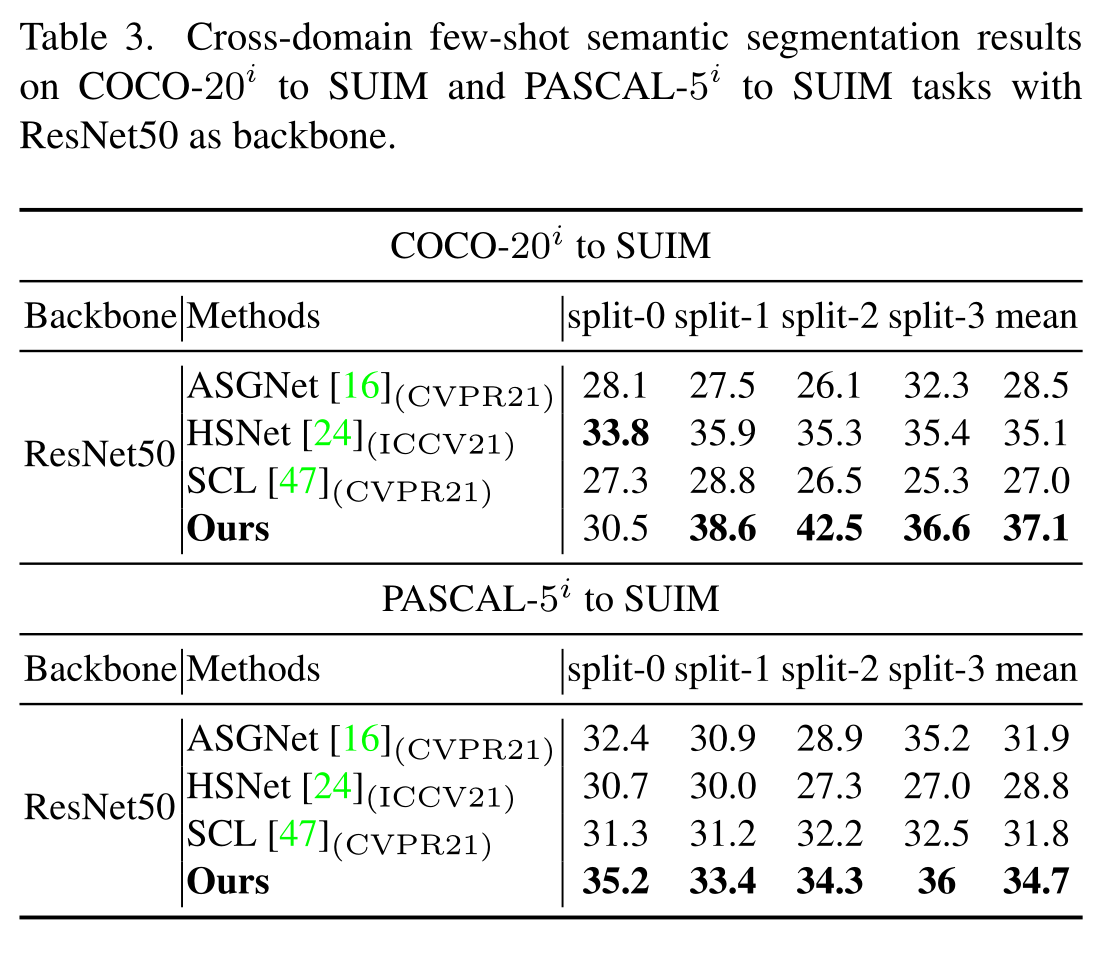 Table 3. Cross-domain few-shot semantic segmentation results
on COCO-20^i to SUIM and PASCAL-5^i to SUIM tasks with
ResNet50 as backbone.
COCO-20^i to SUIM
Backbone Methods split-0 split-1 split-2 split-3 mean
ASGNet [16](CVPR21) 28.1 27.5 26.1 32.3 28.5
HSNet [24](ICCV21) 33.8 35.9 35.3 35.4 35.1
ResNet50
SCL [47](CVPR21) 27.3 28.8 26.5 25.3 27.0
Ours 30.5 38.6 42.5 36.6 37.1
PASCAL-5^i to SUIM
Backbone Methods split-0 split-1 split-2 split-3 mean
ASGNet [16](CVPR21) 32.4 30.9 28.9 35.2 31.9
HSNet [24](ICCV21) 30.7 30.0 27.3 27.0 28.8
ResNet50
SCL [47](CVPR21) 31.3 31.2 32.2 32.5 31.8
Ours 35.2 33.4 34.3 36 34.7